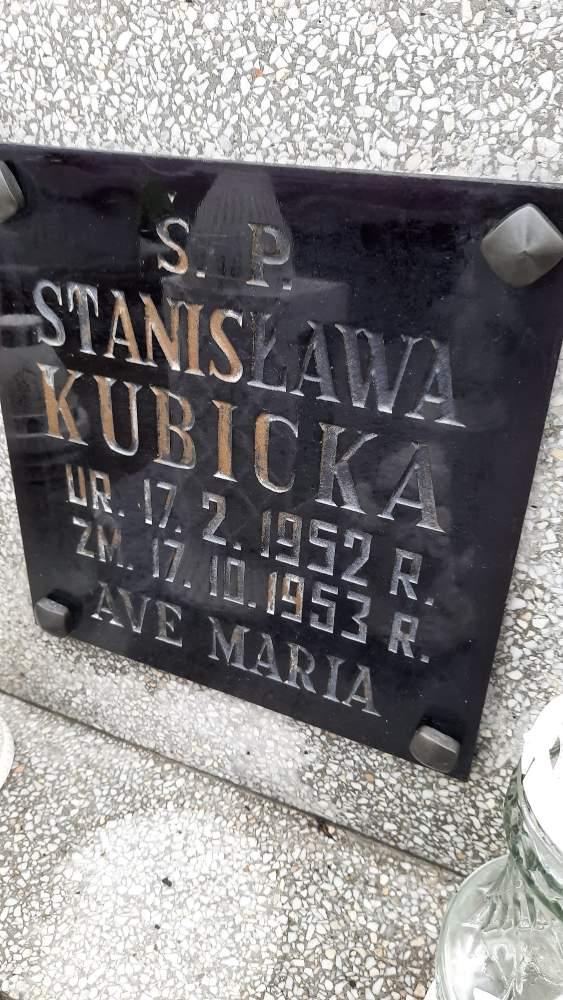 Ś. P.
STANISŁAWA
KUBICKA
UR. 17. 2. 1952 R.
ZM. 17. 10. 1953 R.
AVE MARIA